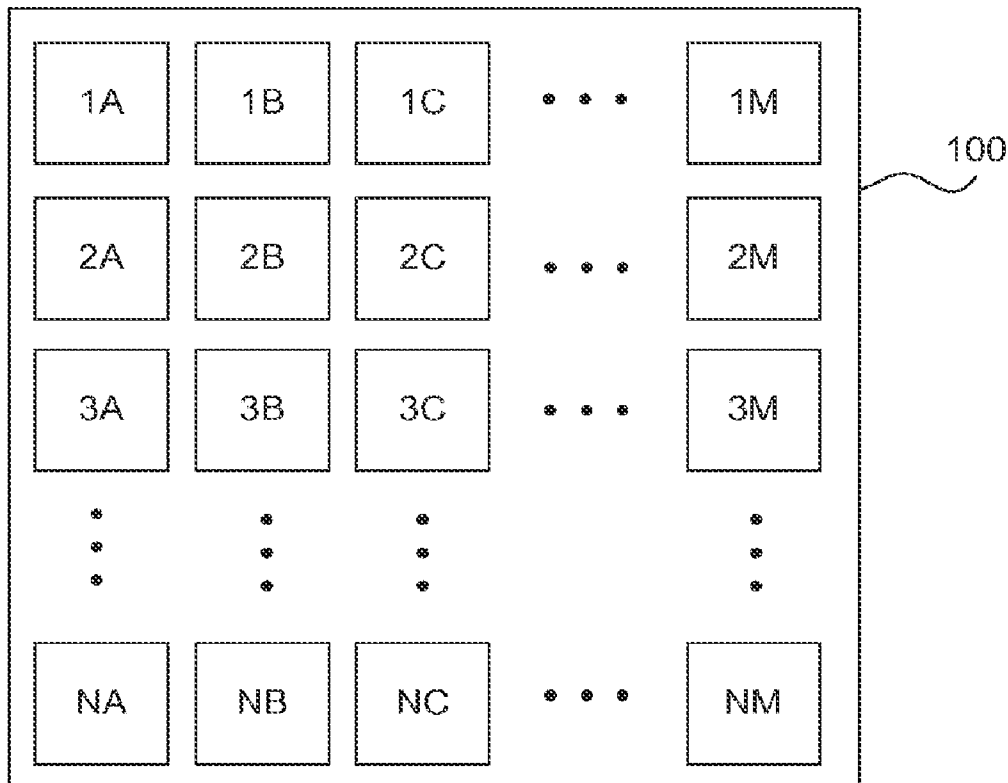 1A 1B 1C • • • 1M
100
2A 2B 2C • • • 2M
3A 3B 3C • • • 3M
NA NB NC • • • NM